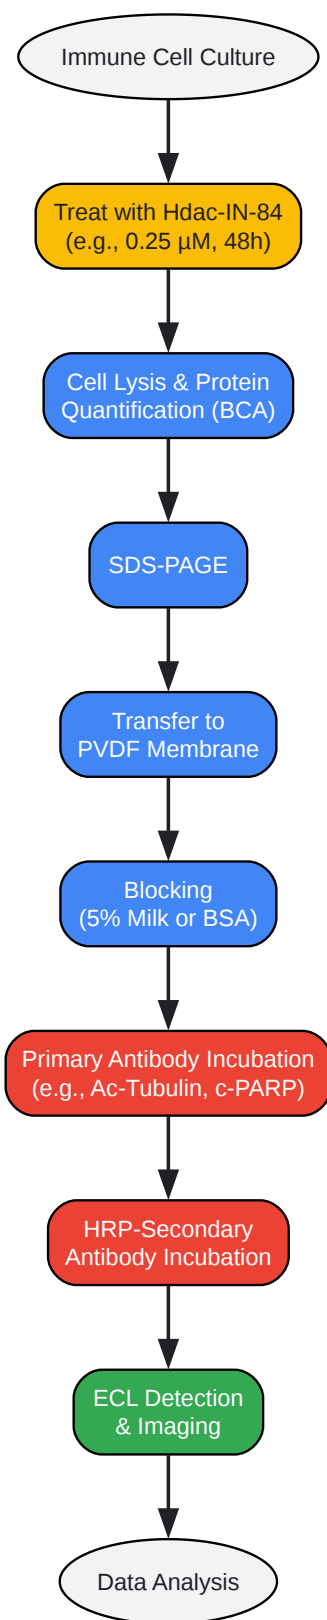 Immune Cell Culture
Treat with Hdac-IN-84
(e.g., 0.25 µM, 48h)
Cell Lysis & Protein
Quantification (BCA)
SDS-PAGE
Transfer to
PVDF Membrane
Blocking
(5% Milk or BSA)
Primary Antibody Incubation
(e.g., Ac-Tubulin, c-PARP)
HRP-Secondary
Antibody Incubation
ECL Detection
& Imaging
Data Analysis